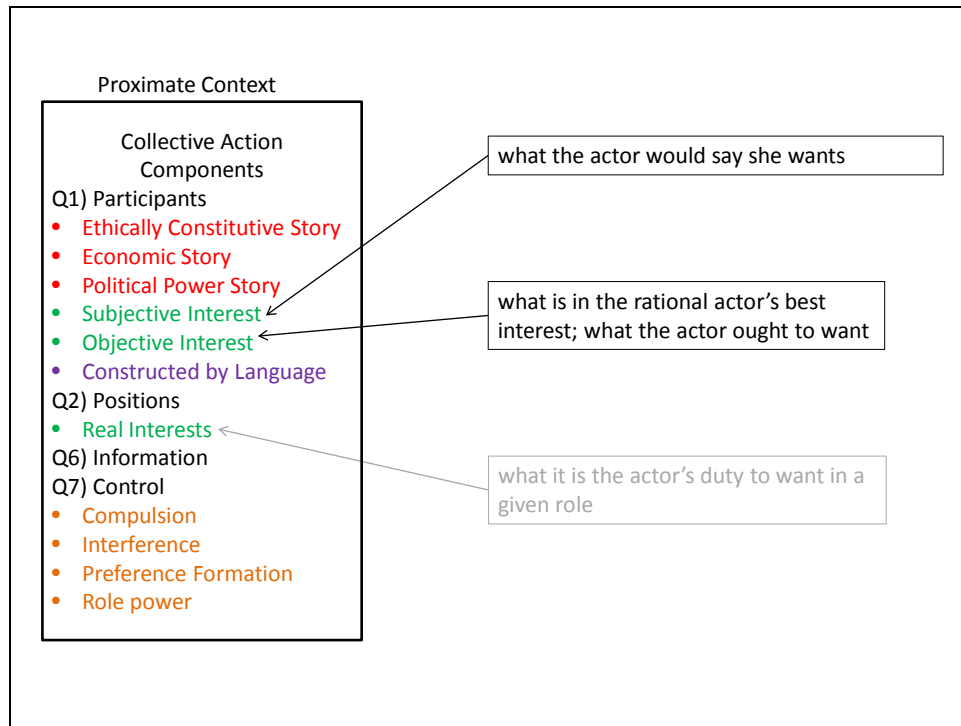 Proximate Context
Collective Action
Components
Q1) Participants
• Ethically Constitutive Story
• Economic Story
• Political Power Story
• Subjective Interest
• Objective Interest
• Constructed by Language
Q2) Positions
• Real Interests
Q6) Information
Q7) Control
• Compulsion
• Interference
• Preference Formation
• Role power
what the actor would say she wants
what is in the rational actor’s best
interest; what the actor ought to want
what it is the actor’s duty to want in a
given role